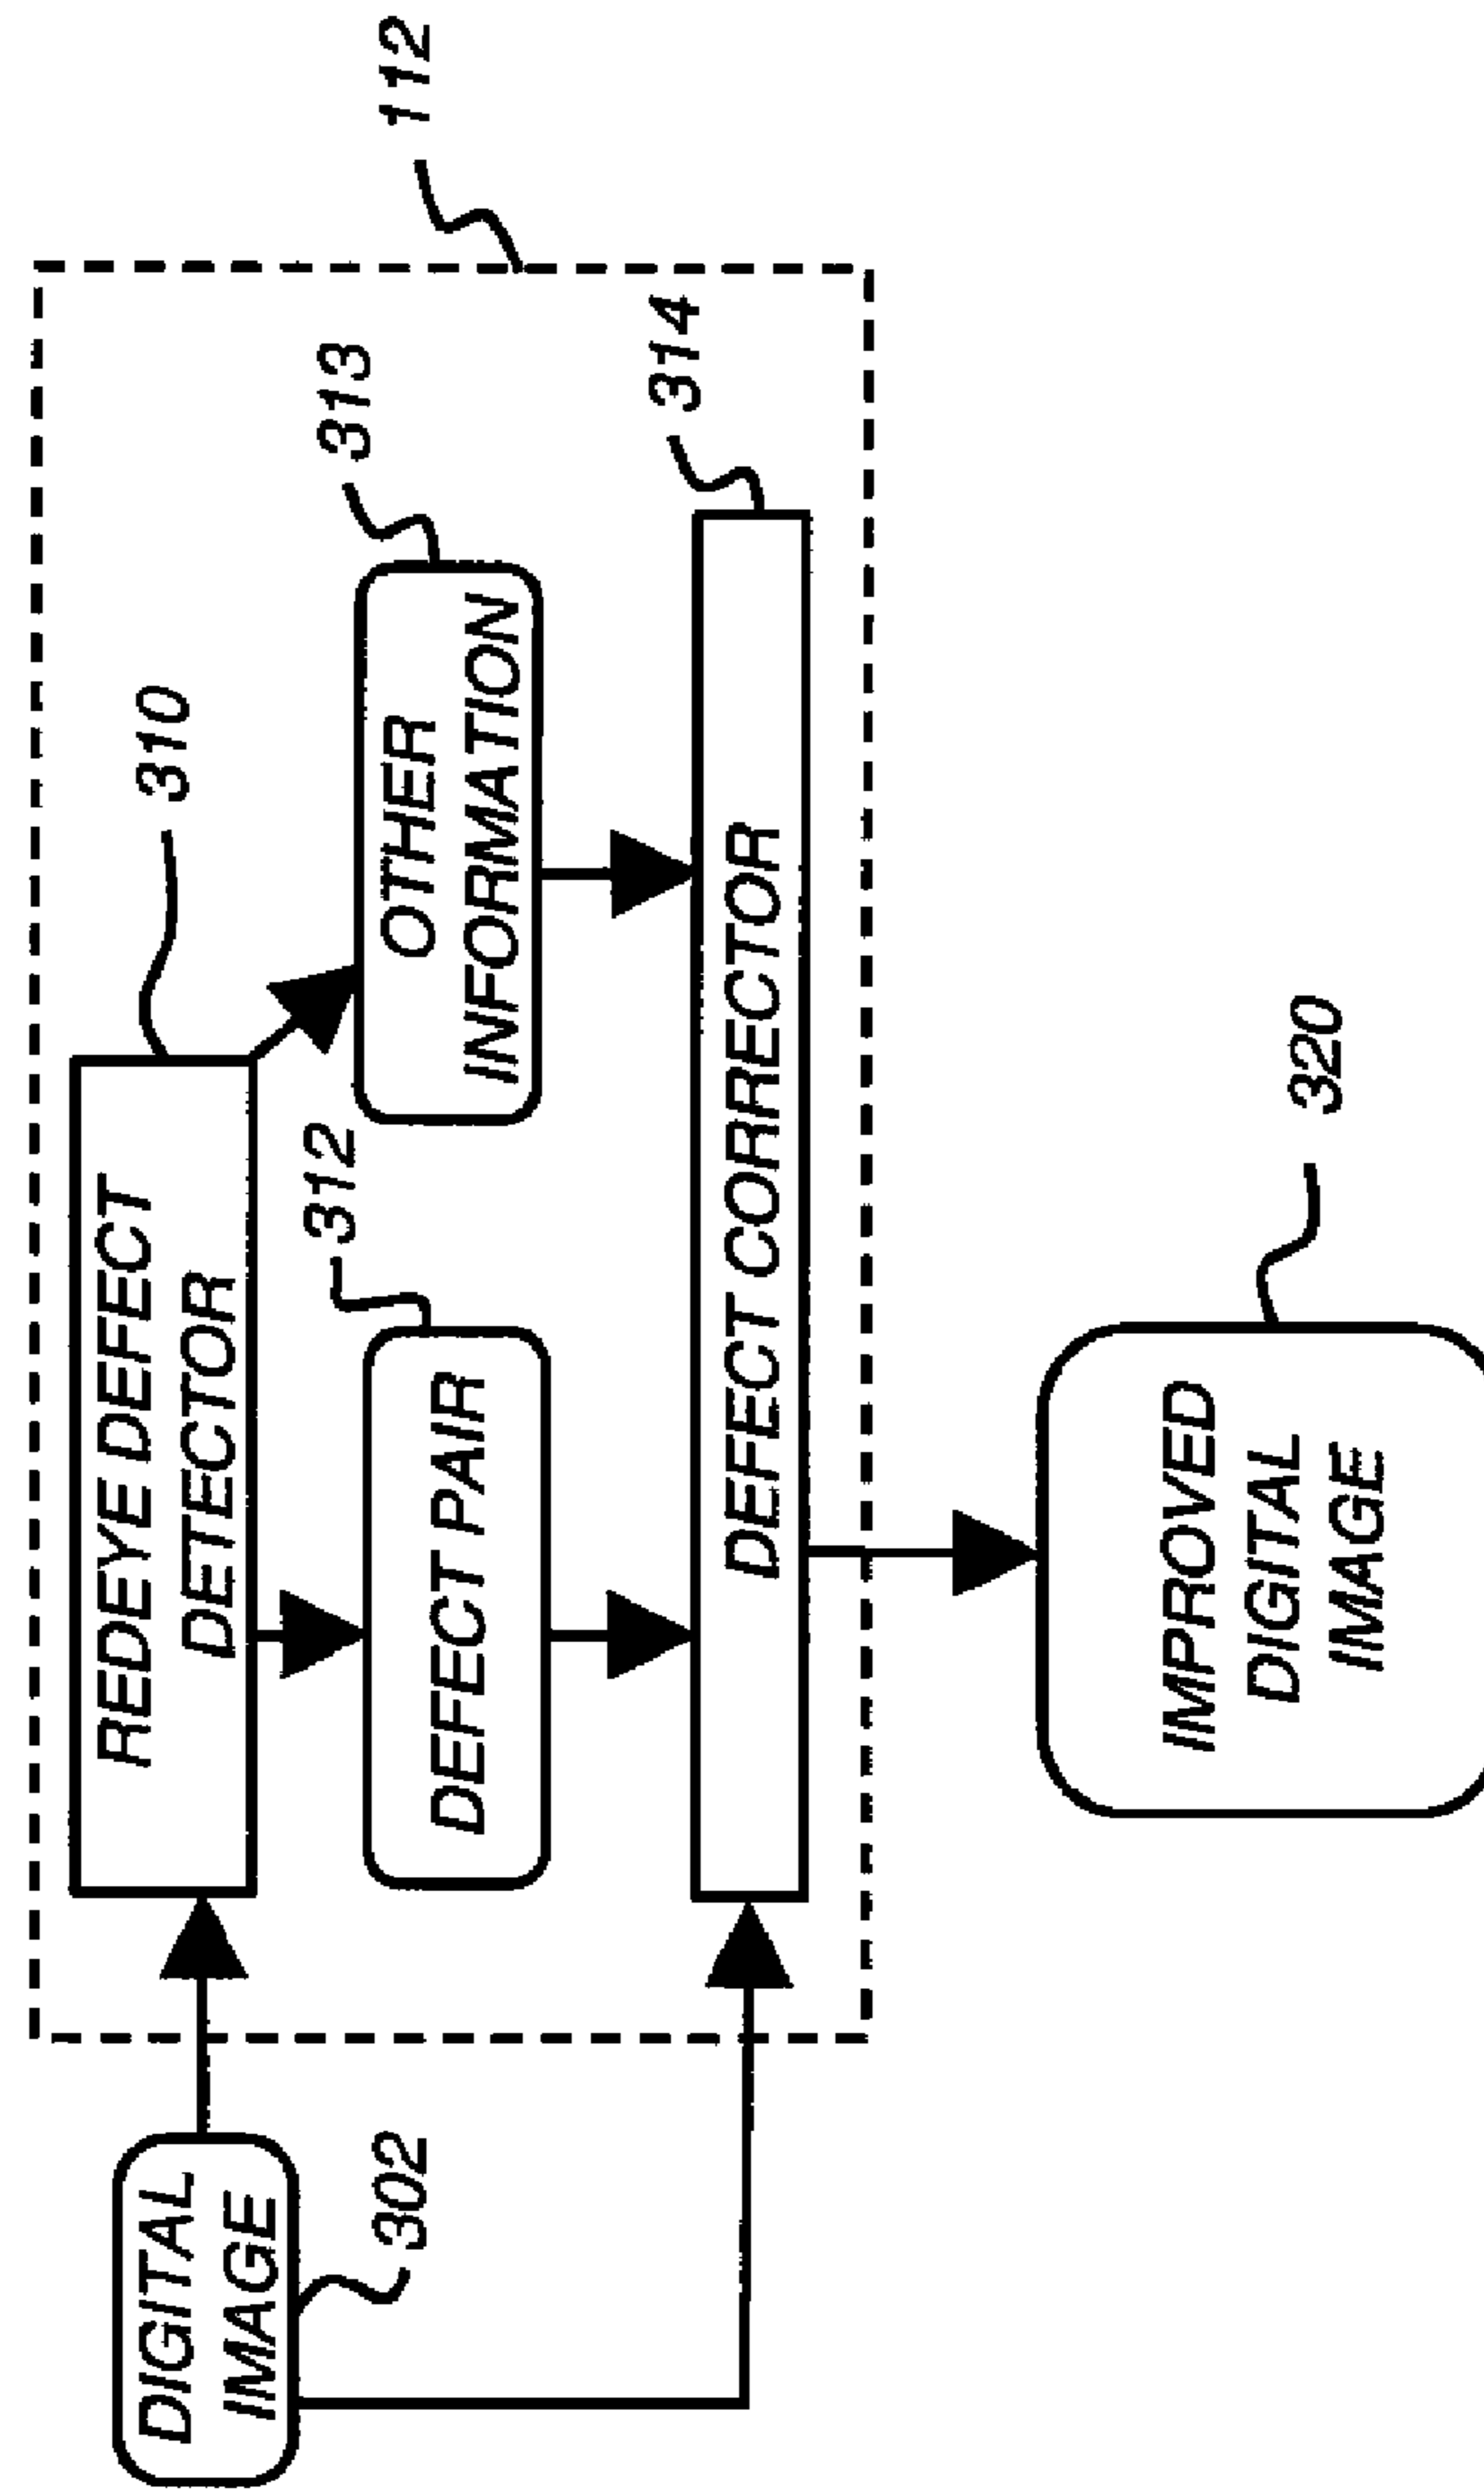 112
310
REDEYE DEFECT
DETECTOR
DIGITAL
IMAGE
302
312
313
DEFECT PAIR
OTHER
INFORMATION
314
DEFECT CORRECTOR
320
IMPROVED
DIGITAL
IMAGE